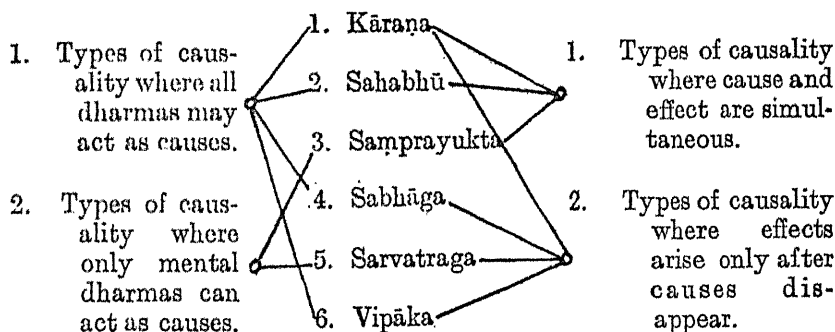 1. Types of caus-
ality where all
dharmas may
act as causes.
2. Types of caus-
ality where
only mental
dharmas can
act as causes.
1. Kāraṇa
2. Sahabhū
3. Saṃprayukta
4. Sabhāga
5. Sarvatraga
6. Vipāka
1. Types of causality
where cause and
effect are simul-
taneous.
2. Types of causality
where effects
arise only after
causes dis-
appear.